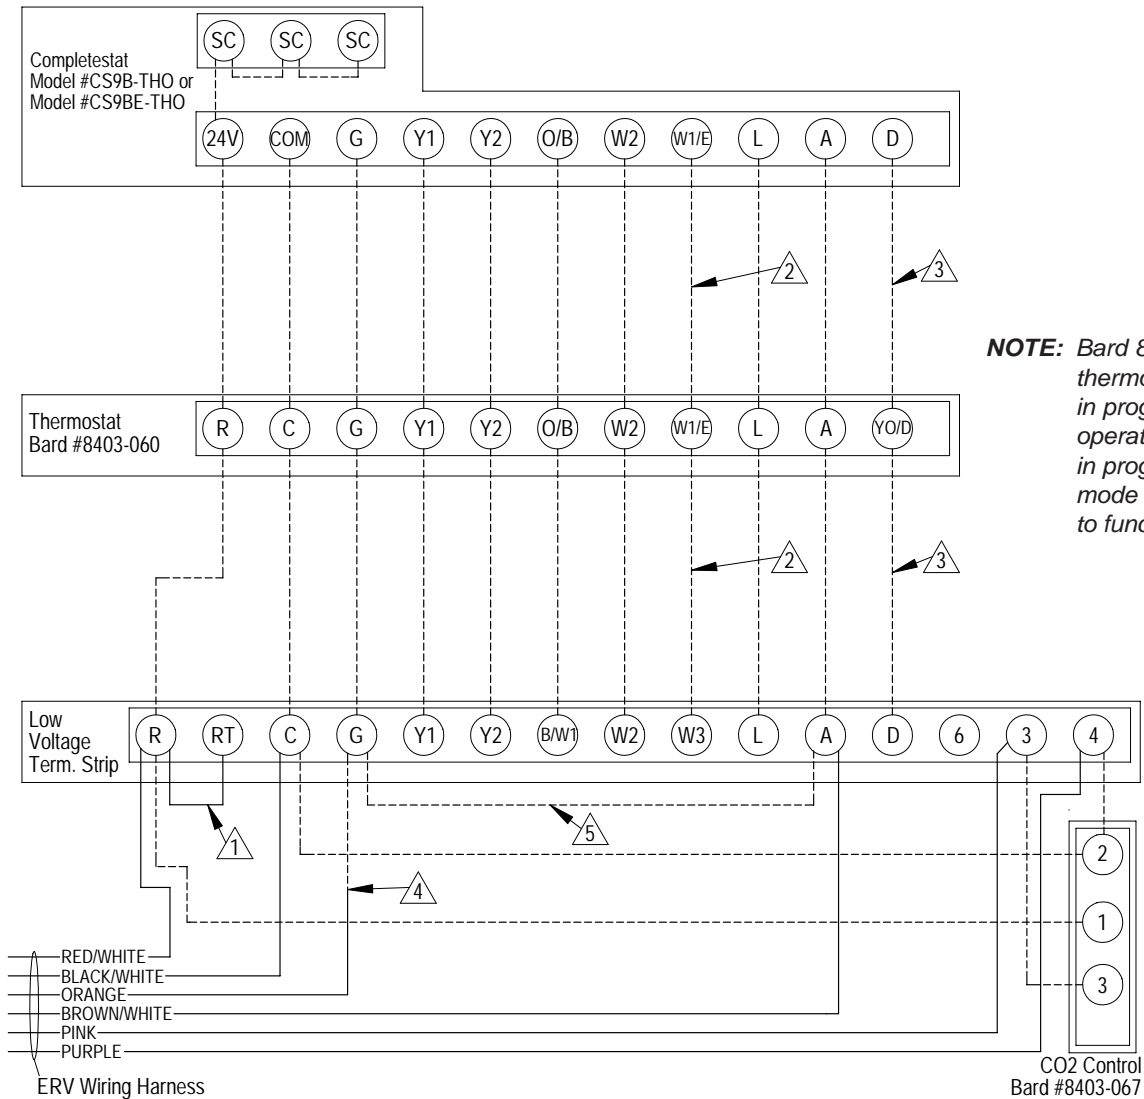 SC SC SC
Completestat
Model #CS9B-THO or
Model #CS9BE-THO
24V COM G Y1 Y2 O/B W2 W1/E L A D
2 3
NOTE: Bard 8
thermo
in prog
operat
in prog
mode
to func
Thermostat
Bard #8403-060
R C G Y1 Y2 O/B W2 W1/E L A YO/D
2 3
Low
Voltage
Term. Strip
R RT C G Y1 Y2 B/W1 W2 W3 L A D 6 3 4
1 5
4
2
1
3
RED/WHITE
BLACK/WHITE
ORANGE
BROWN/WHITE
PINK
PURPLE
ERV Wiring Harness
CO2 Control
Bard #8403-067